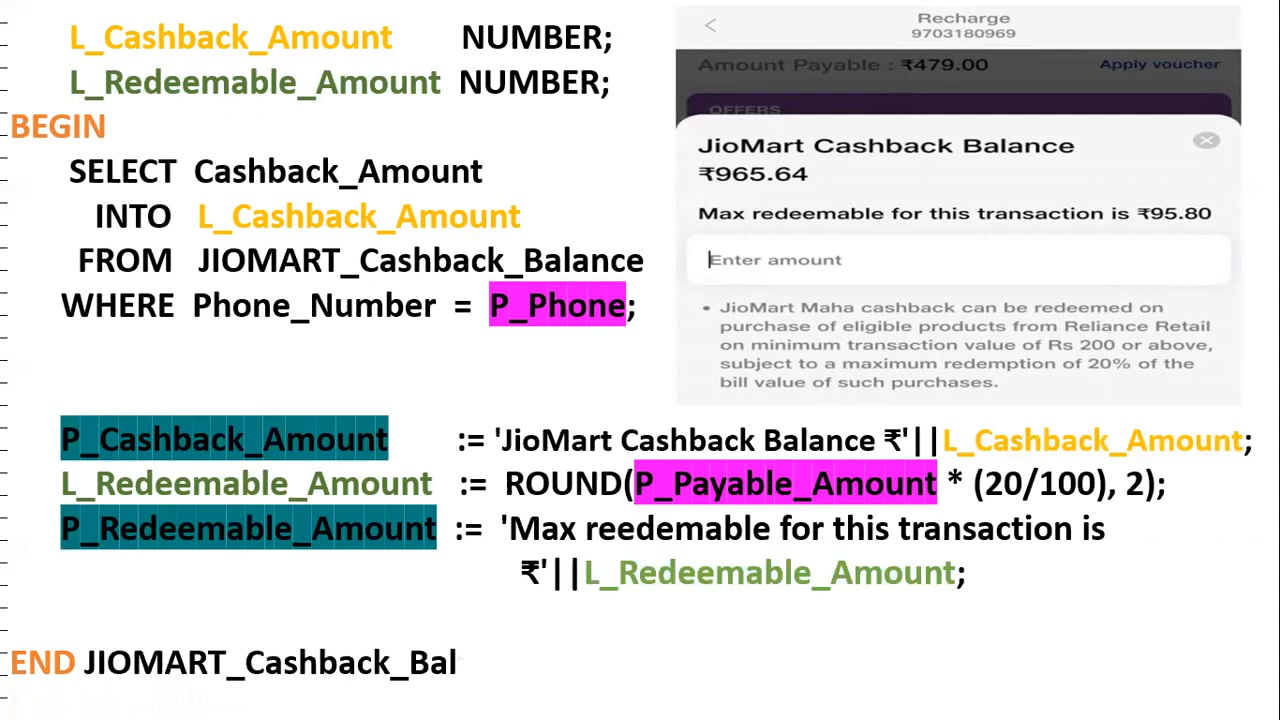 L_Cashback_Amount NUMBER;
L_Redeemable_Amount NUMBER;
BEGIN
SELECT Cashback_Amount
INTO L_Cashback_Amount
FROM JIOMART_Cashback_Balance
WHERE Phone_Number = P_Phone;
Recharge
9703180969
Amount Payable : ₹479.00 Apply voucher
OFFERS
JioMart Cashback Balance
₹965.64
Max redeemable for this transaction is ₹95.80
Enter amount
• JioMart Maha cashback can be redeemed on
purchase of eligible products from Reliance Retail
on minimum transaction value of Rs 200 or above,
subject to a maximum redemption of 20% of the
bill value of such purchases.
P_Cashback_Amount := 'JioMart Cashback Balance ₹'||L_Cashback_Amount;
L_Redeemable_Amount := ROUND(P_Payable_Amount * (20/100), 2);
P_Redeemable_Amount := 'Max reedemable for this transaction is
₹'||L_Redeemable_Amount;
END JIOMART_Cashback_Bal